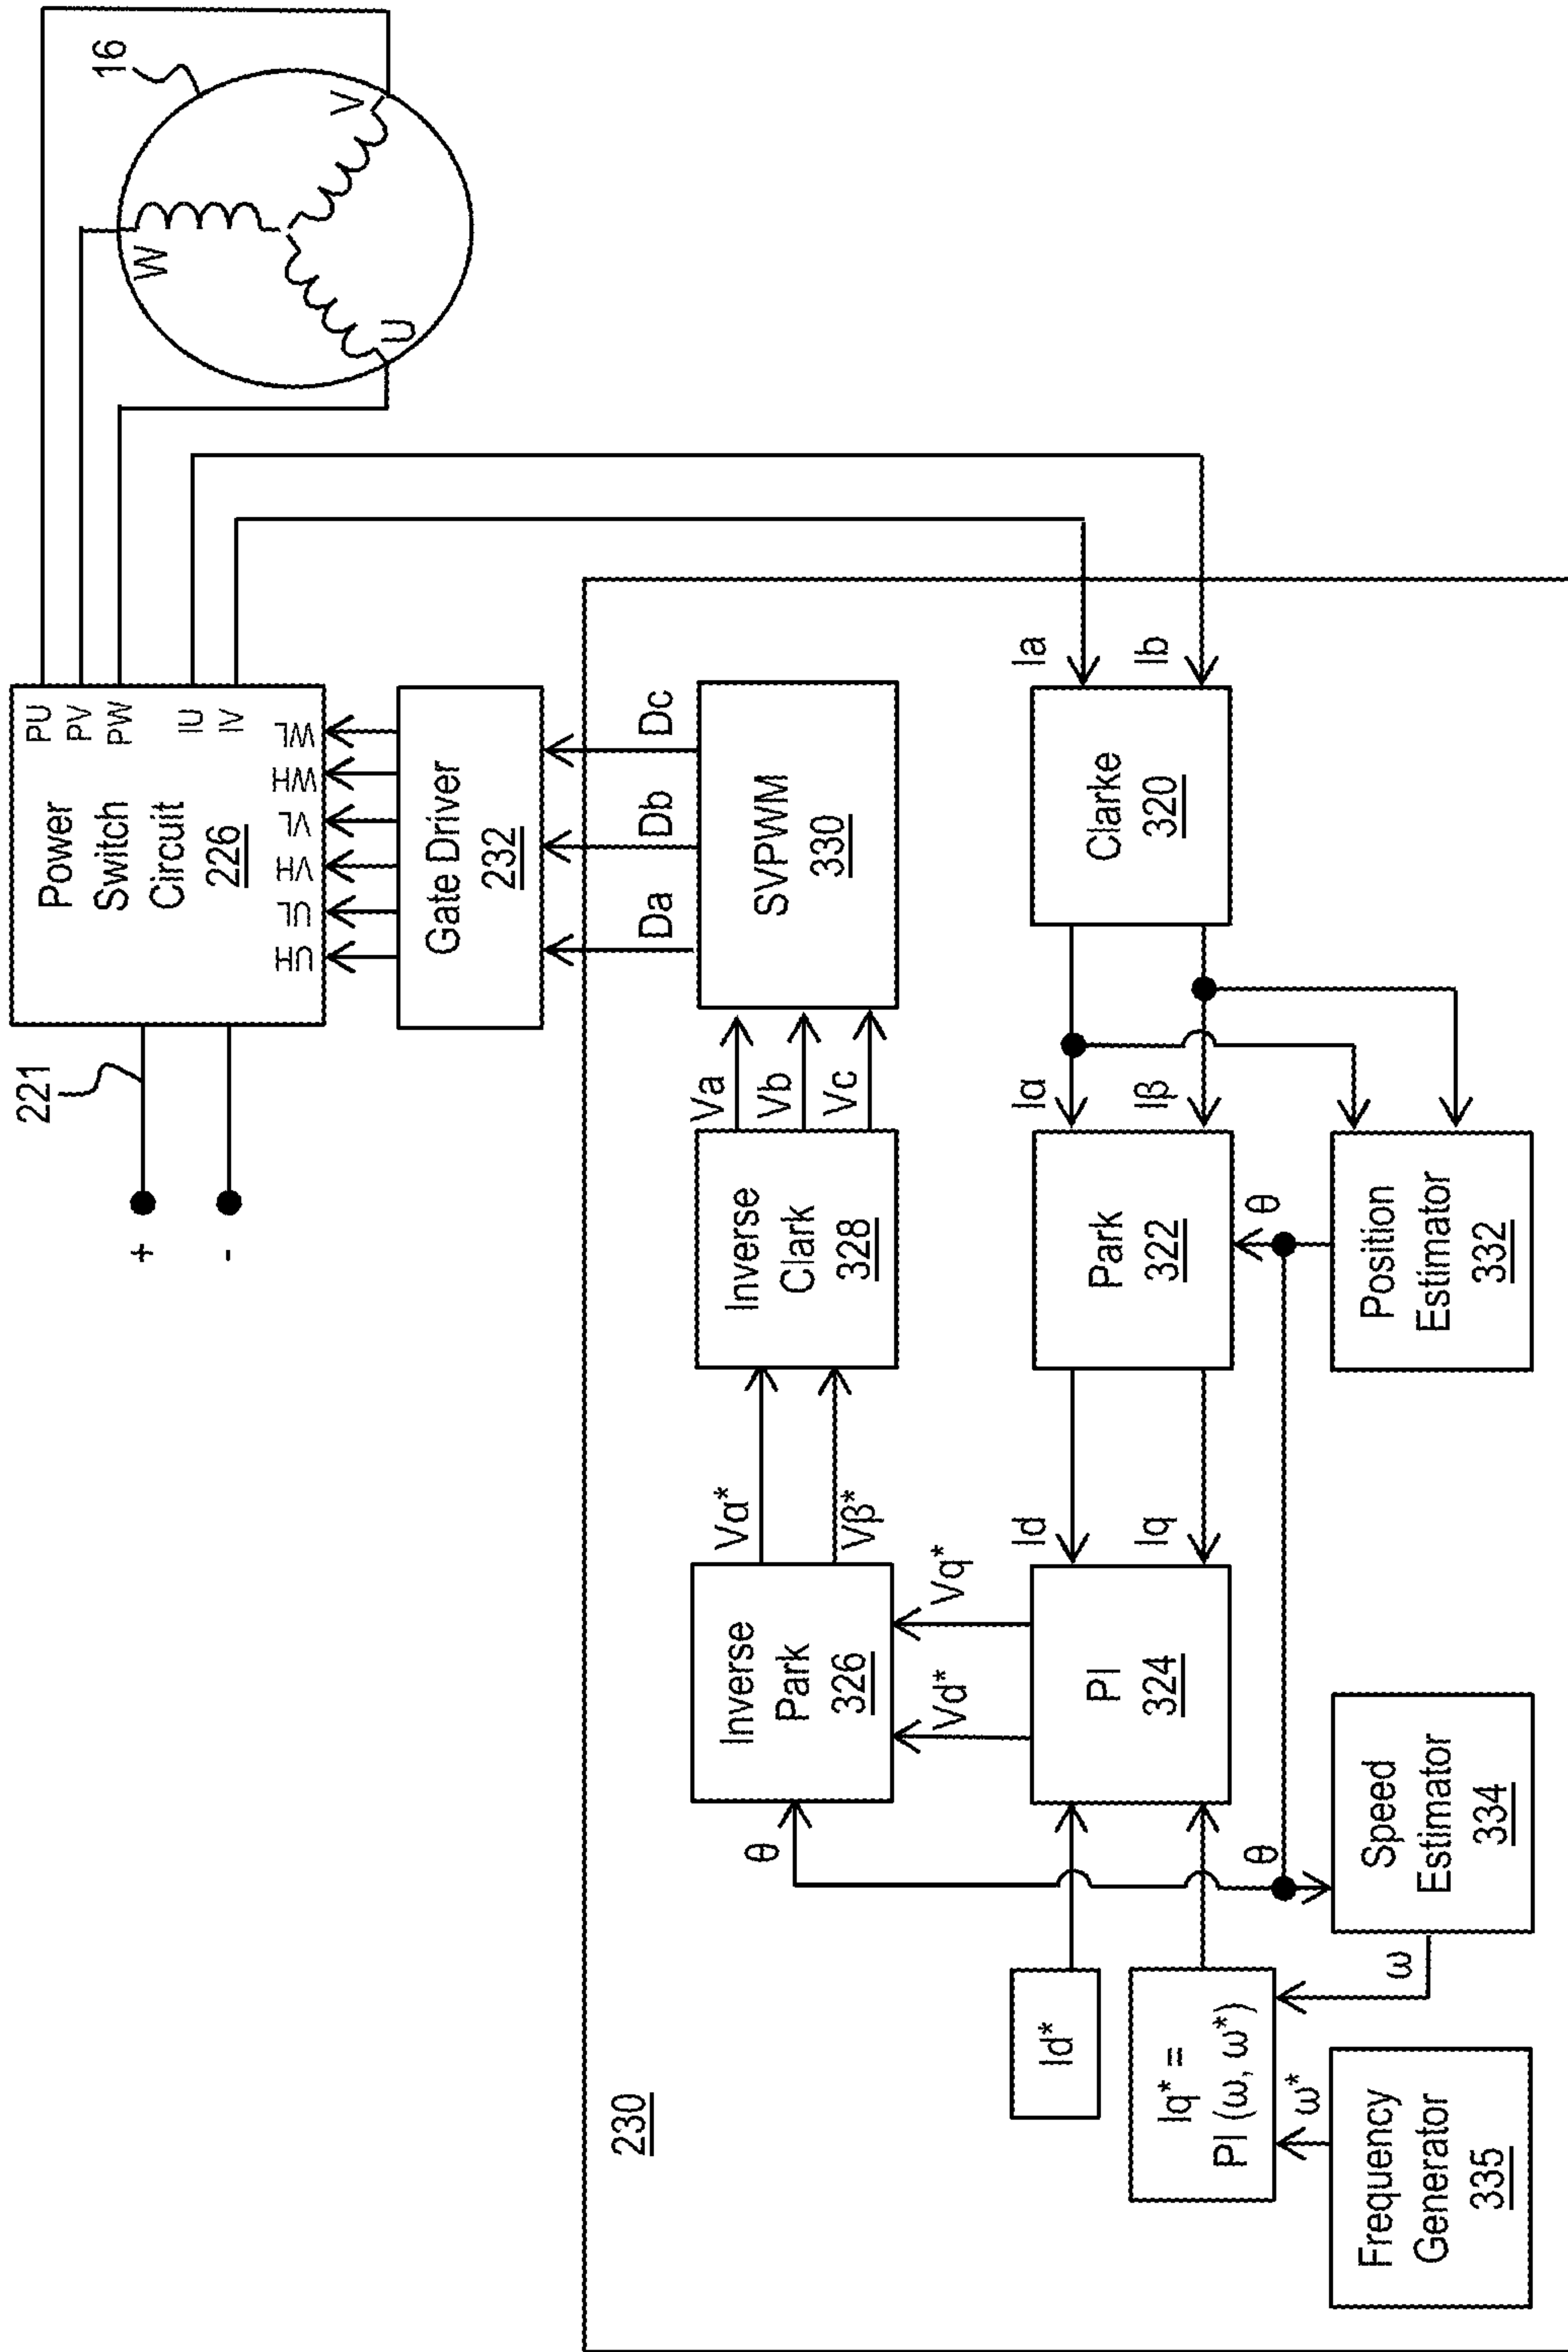 230
+
-
221
Power
Switch
Circuit
226
PU
PV
PW
IU
IV
UH
UL
VH
VL
WH
WL
16
W
V
U
Gate Driver
232
Da
Db
Dc
Inverse
Park
326
Vα*
Vβ*
Inverse
Clark
328
Va
Vb
Vc
SVPWM
330
θ
Vd*
Vq*
Id*
Iq* =
PI (ω, ω*)
PI
324
Id
Iq
Park
322
Iα
Iβ
Clarke
320
Ia
Ib
θ
θ
ω*
ω
Frequency
Generator
335
Speed
Estimator
334
Position
Estimator
332